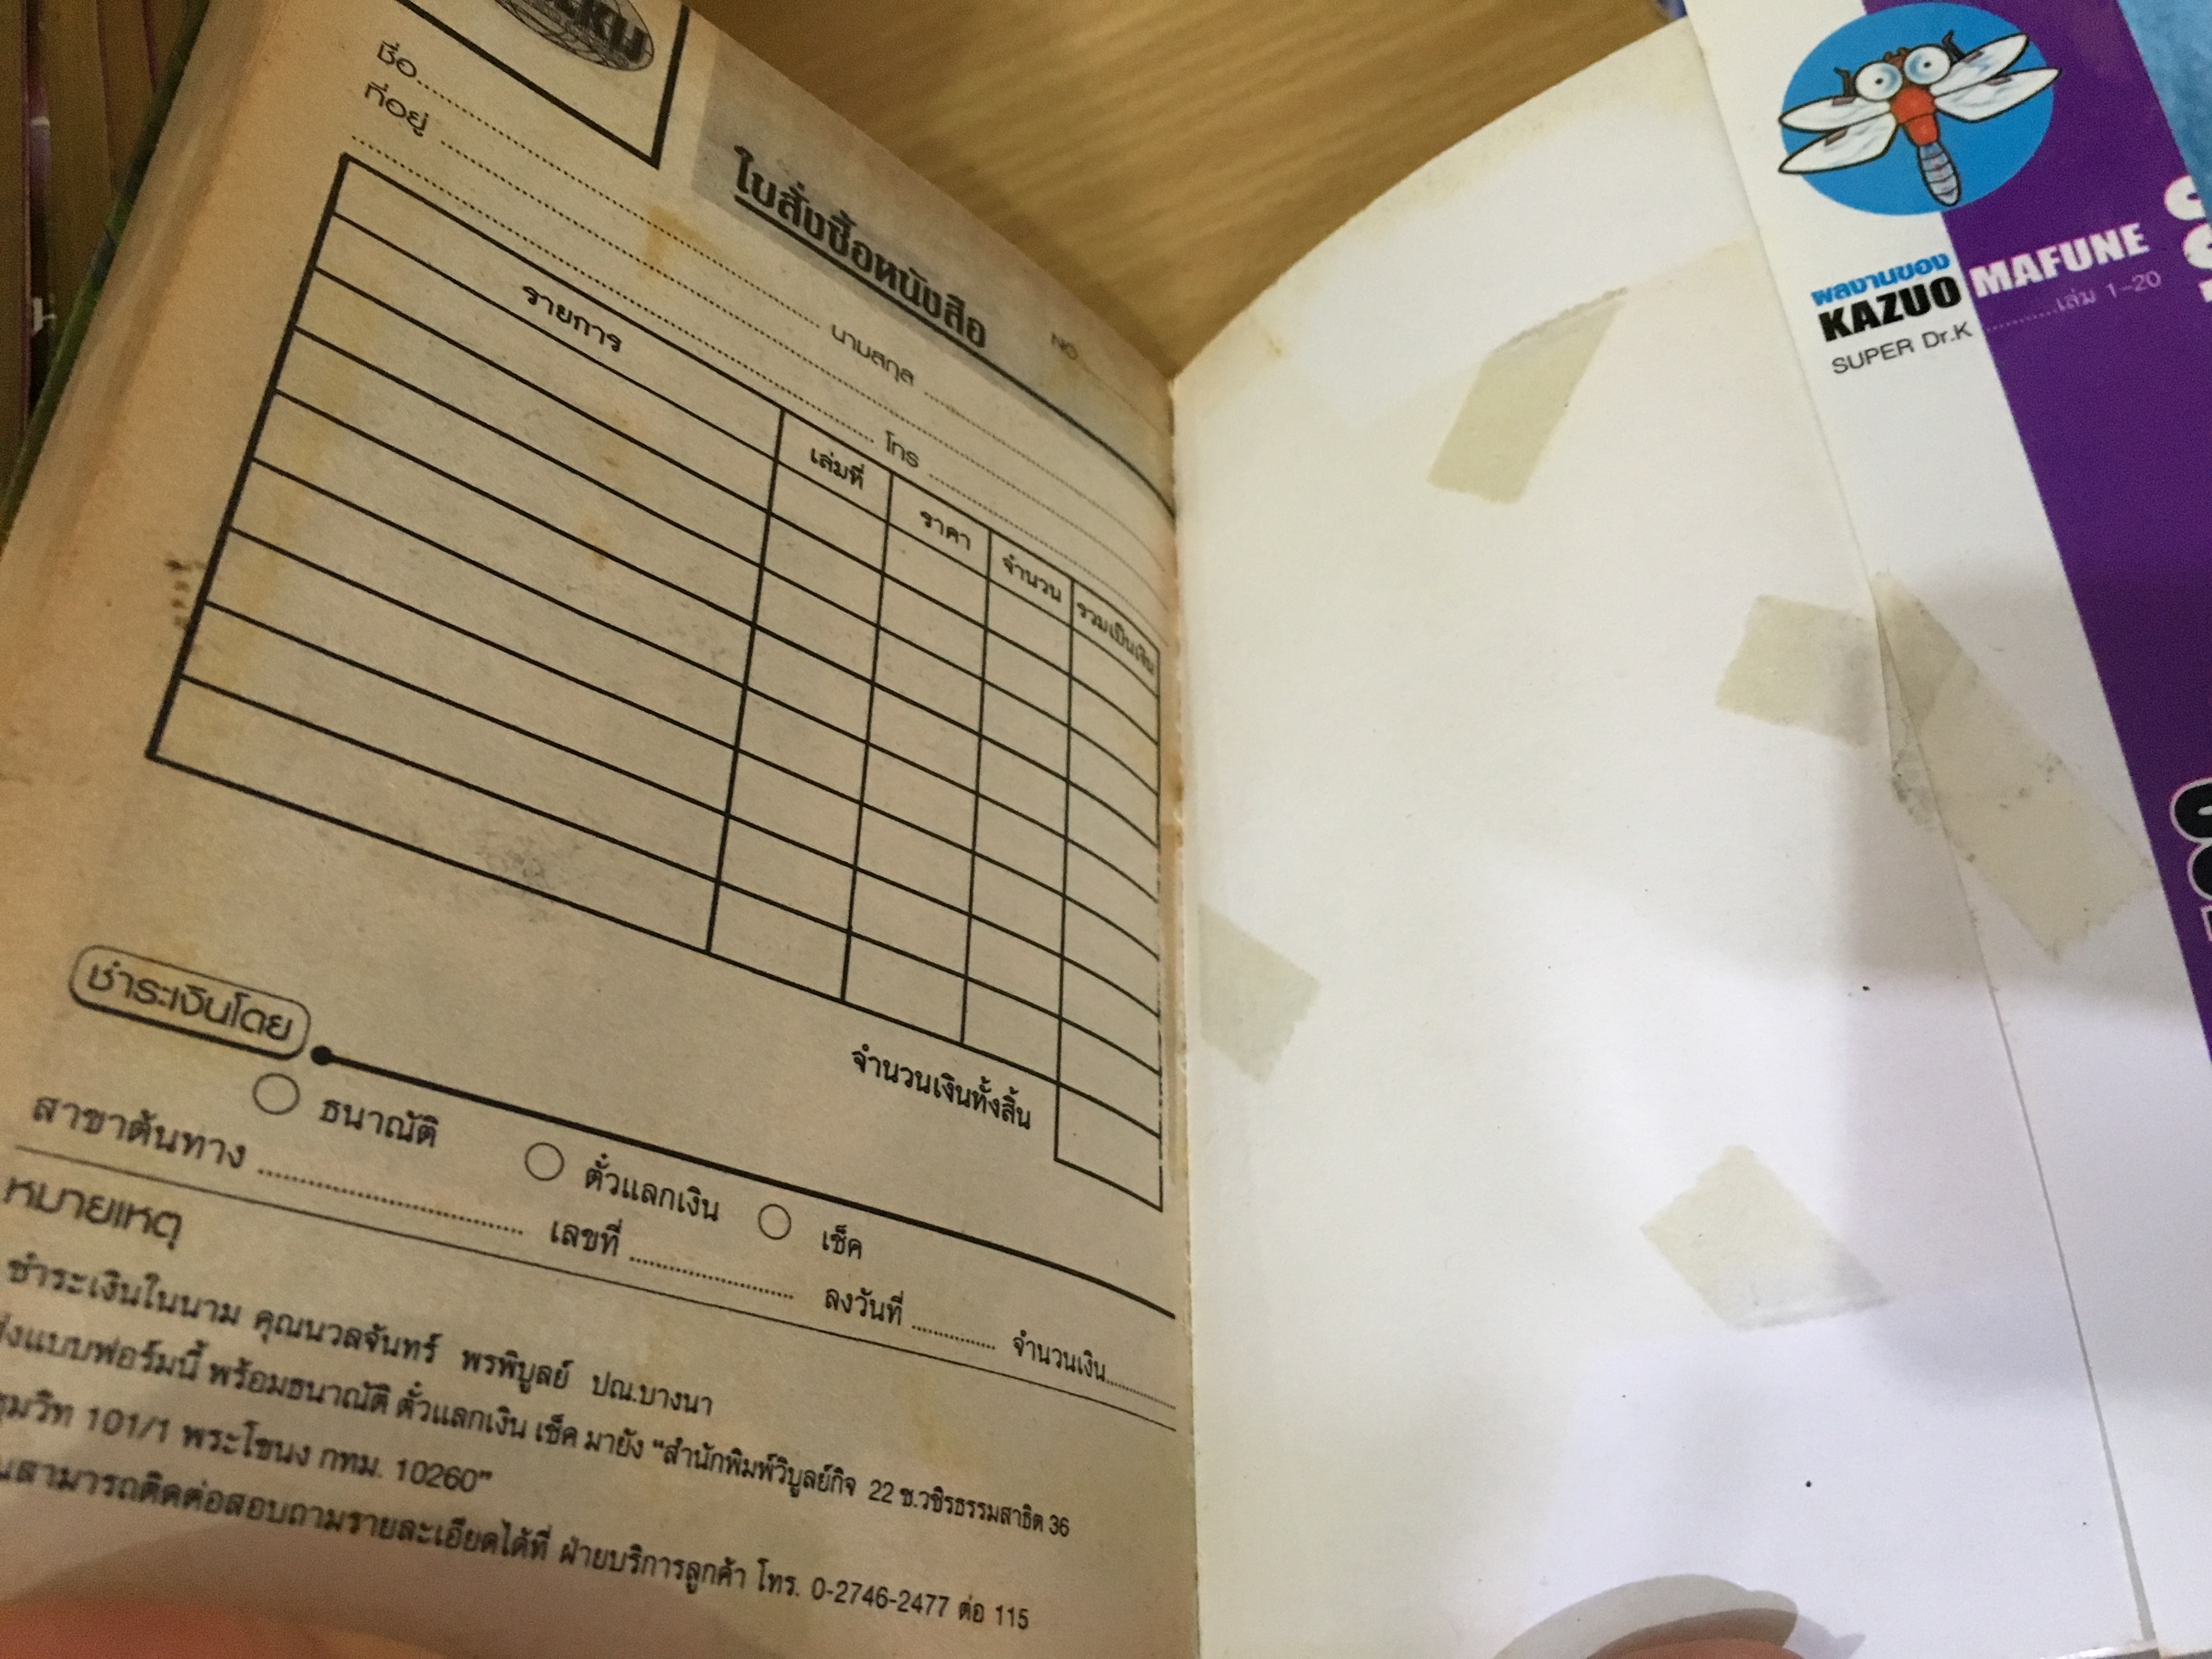 ใบสั่งซื้อหนังสือ
NO
ชื่อ.......... นามสกุล ..........
ที่อยู่ ..........
.......... โทร ..........
รายการ เล่มที่ ราคา จำนวน รวมเป็นเงิน
จำนวนเงินทั้งสิ้น
ชำระเงินโดย
ธนาณัติ ตั๋วแลกเงิน เช็ค
สาขาต้นทาง .......... เลขที่ .......... ลงวันที่ .......... จำนวนเงิน..........
หมายเหตุ
ชำระเงินในนาม คุณนวลจันทร์ พรพิบูลย์ ปณ.บางนา
ส่งแบบฟอร์มนี้ พร้อมธนาณัติ ตั๋วแลกเงิน เช็ค มายัง "สำนักพิมพ์วิบูลย์กิจ 22 ซ.วชิรธรรมสาธิต 36
101/1 พระโขนง กทม. 10260"
สามารถติดต่อสอบถามรายละเอียดได้ที่ ฝ่ายบริการลูกค้า โทร. 0-2746-2477 ต่อ 115
ผลงานของ
KAZUO MAFUNE
SUPER Dr.K ..........เล่ม 1-20